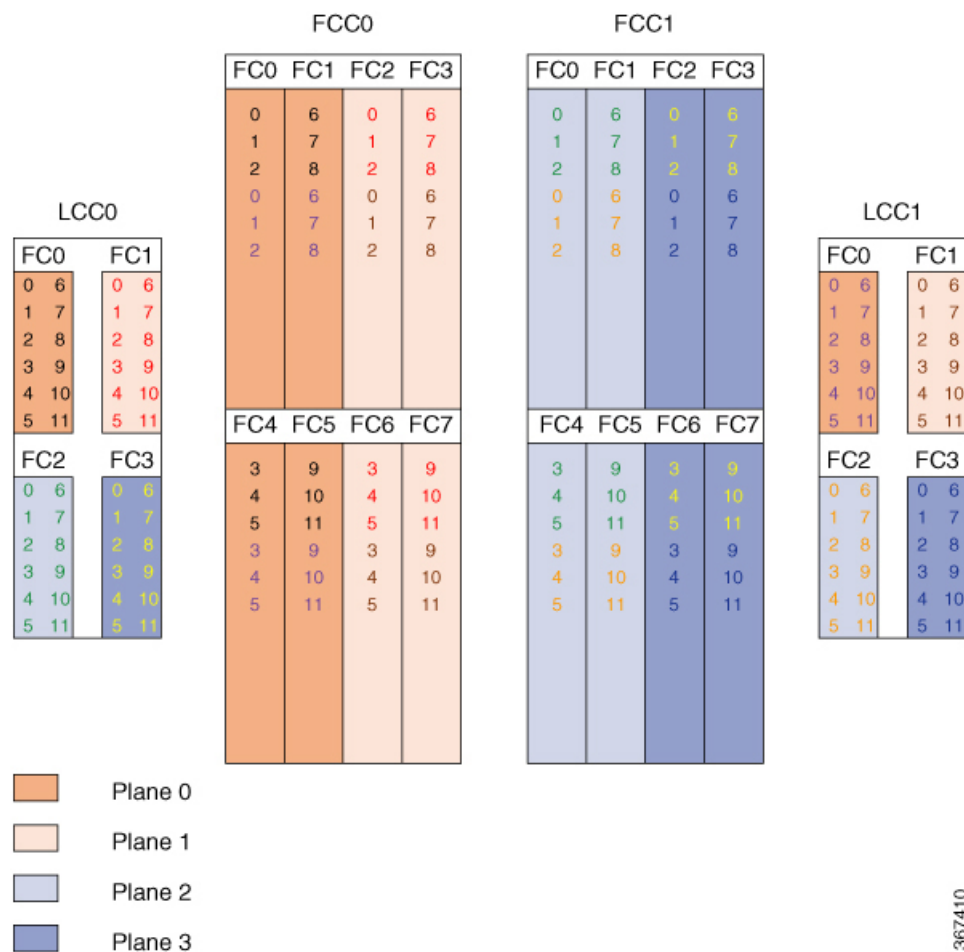 FCC0 FCC1
FC0 FC1 FC2 FC3 FC0 FC1 FC2 FC3
0 6 0 6 0 6 0 6
1 7 1 7 1 7 1 7
2 8 2 8 2 8 2 8
0 6 0 6 0 6 0 6
1 7 1 7 1 7 1 7
2 8 2 8 2 8 2 8
LCC0
FC0 FC1
0 6 0 6
1 7 1 7
2 8 2 8
3 9 3 9
4 10 4 10
5 11 5 11
FC2 FC3
0 6 0 6
1 7 1 7
2 8 2 8
3 9 3 9
4 10 4 10
5 11 5 11
LCC1
FC0 FC1
0 6 0 6
1 7 1 7
2 8 2 8
3 9 3 9
4 10 4 10
5 11 5 11
FC2 FC3
0 6 0 6
1 7 1 7
2 8 2 8
3 9 3 9
4 10 4 10
5 11 5 11
FC4 FC5 FC6 FC7 FC4 FC5 FC6 FC7
3 9 3 9 3 9 3 9
4 10 4 10 4 10 4 10
5 11 5 11 5 11 5 11
3 9 3 9 3 9 3 9
4 10 4 10 4 10 4 10
5 11 5 11 5 11 5 11
Plane 0
Plane 1
Plane 2
Plane 3
367410